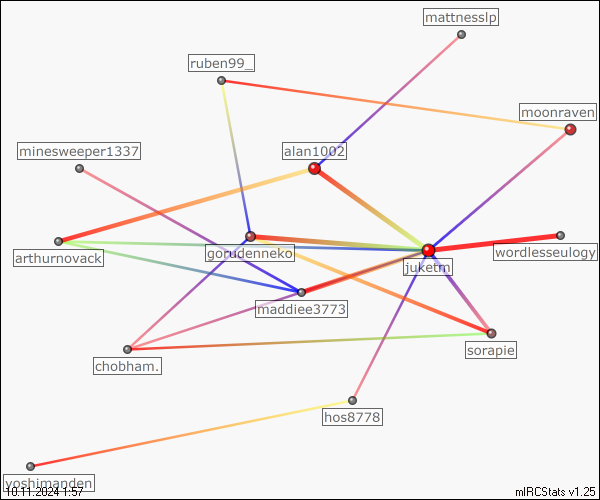 mattnesslp
ruben99_
moonraven
minesweeper1337
alan1002
arthurnovack
gorudenneko
wordlesseulogy
juketm
maddiee3773
sorapie
chobham.
hos8778
yoshimanden
10.11.2024 1:57
mIRCStats v1.25